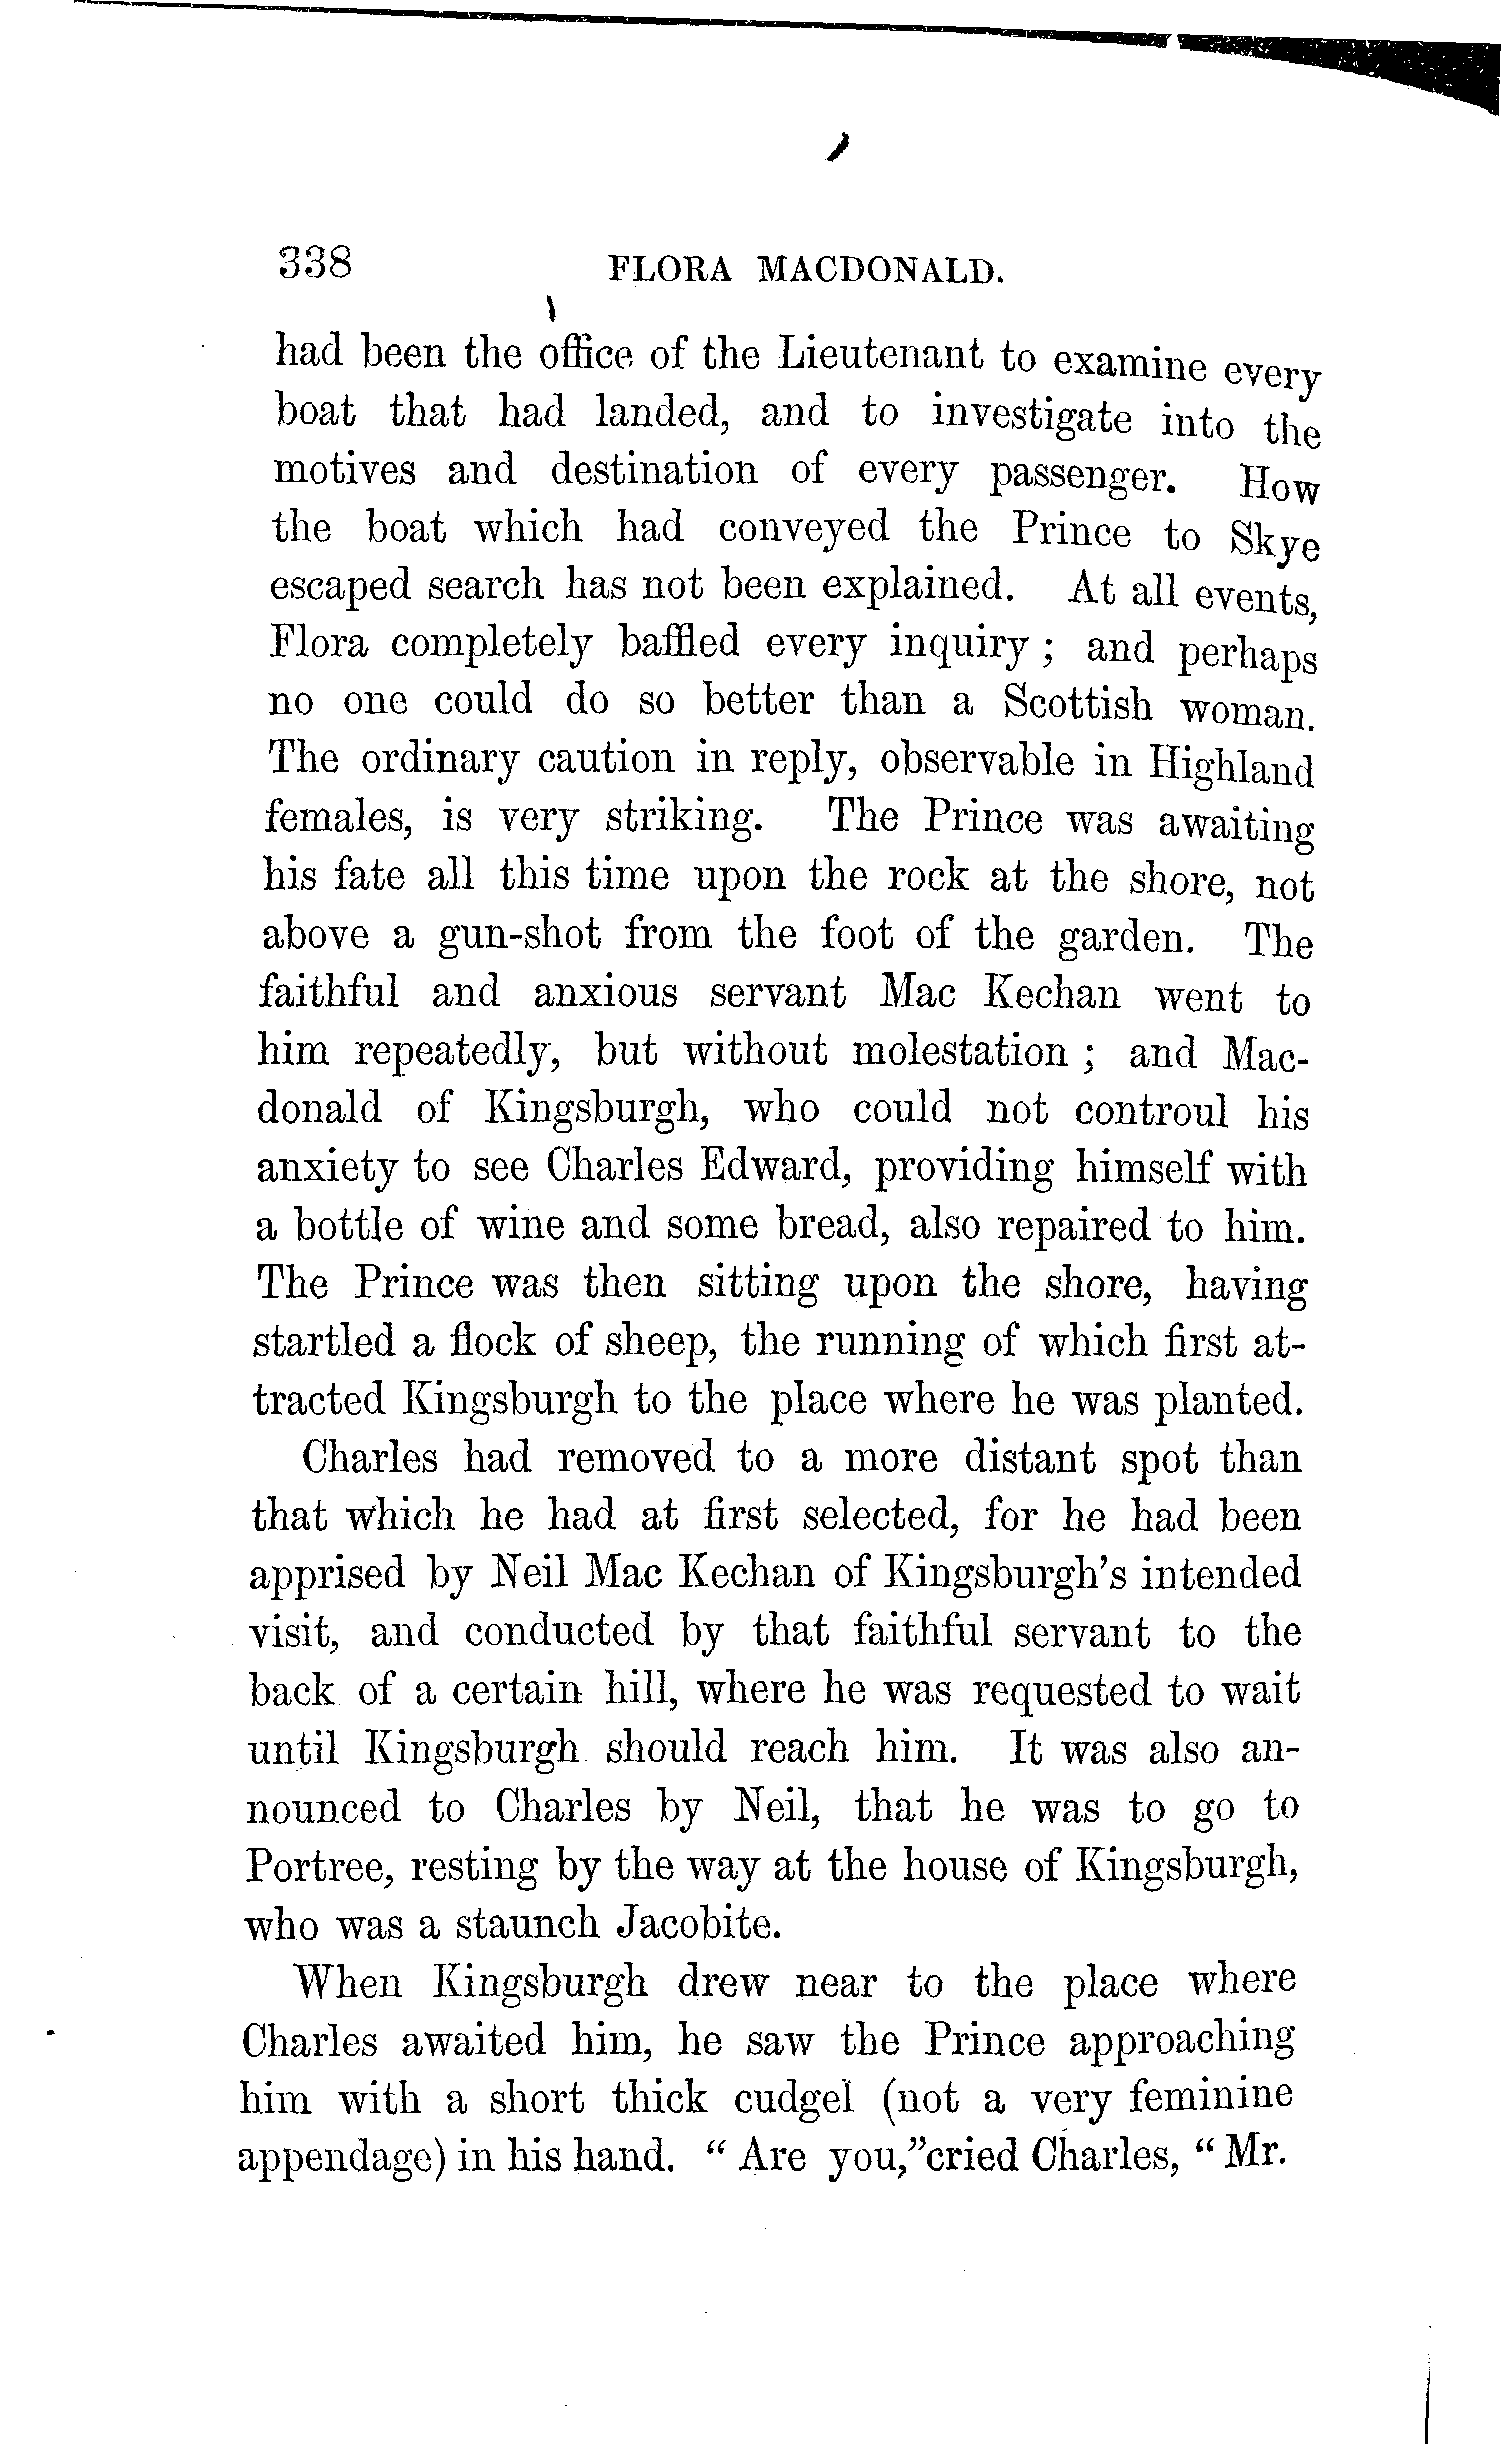 338 FLORA MACDONALD.
had been the office of the Lieutenant to examine every
boat that had landed, and to investigate into the
motives and destination of every passenger. How
the boat which had conveyed the Prince to Skye
escaped search has not been explained. At all events,
Flora completely baffled every inquiry ; and perhaps
no one could do so better than a Scottish woman.
The ordinary caution in reply, observable in Highland
females, is very striking. The Prince was awaiting
his fate all this time upon the rock at the shore, not
above a gun-shot from the foot of the garden. The
faithful and anxious servant Mac Kechan went to
him repeatedly, but without molestation ; and Mac-
donald of Kingsburgh, who could not controul his
anxiety to see Charles Edward, providing himself with
a bottle of wine and some bread, also repaired to him.
The Prince was then sitting upon the shore, having
startled a flock of sheep, the running of which first at-
tracted Kingsburgh to the place where he was planted.
Charles had removed to a more distant spot than
that which he had at first selected, for he had been
apprised by Neil Mac Kechan of Kingsburgh's intended
visit, and conducted by that faithful servant to the
back of a certain hill, where he was requested to wait
until Kingsburgh should reach him. It was also an-
nounced to Charles by Neil, that he was to go to
Portree, resting by the way at the house of Kingsburgh,
who was a staunch Jacobite.
When Kingsburgh drew near to the place where
Charles awaited him, he saw the Prince approaching
him with a short thick cudgel (not a very feminine
appendage) in his hand. “ Are you,”cried Charles, “ Mr.